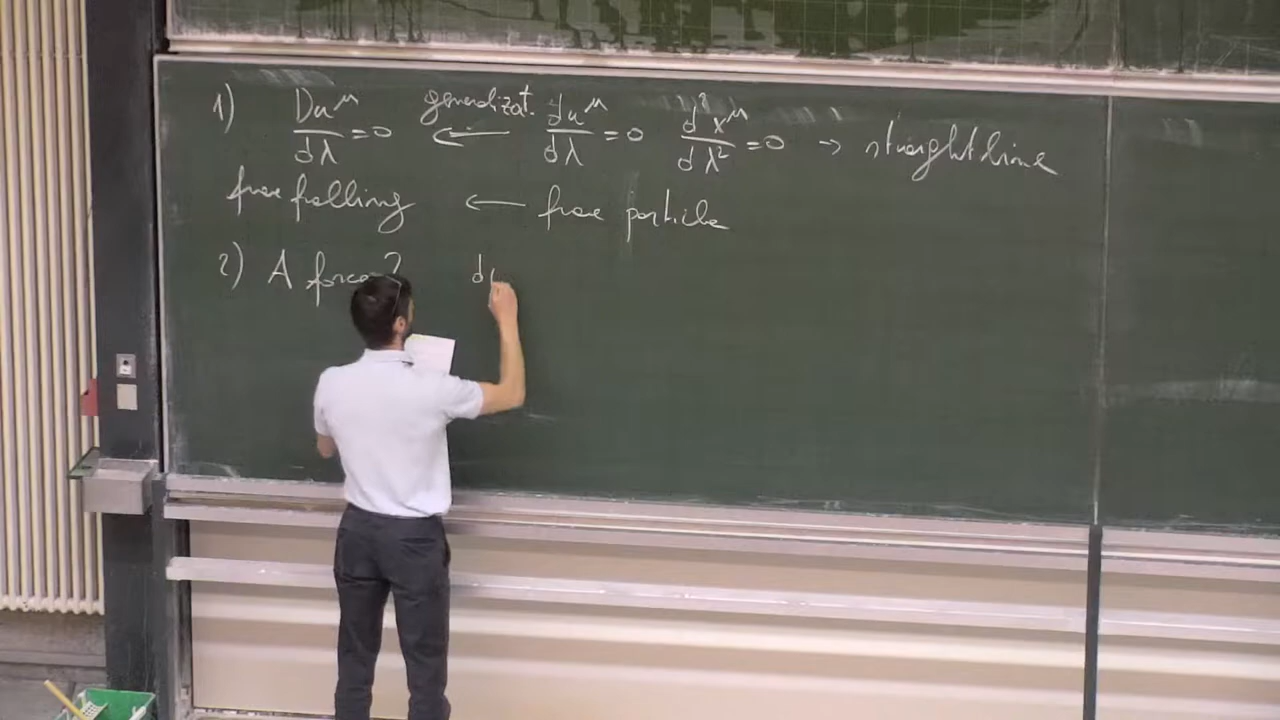 1) Du^μ/dλ = 0 generalizat. ← du^μ/dλ = 0 d²x^μ/dλ² = 0 → straight line
free falling ← free particle
2) A force? d